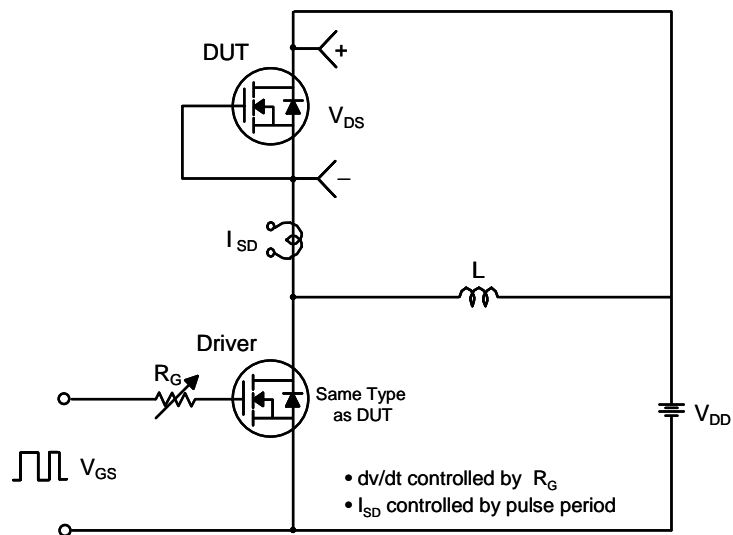 DUT
+
V_DS
−
I_SD
L
Driver
R_G
Same Type
as DUT
V_DD
V_GS
• dv/dt controlled by R_G
• I_SD controlled by pulse period